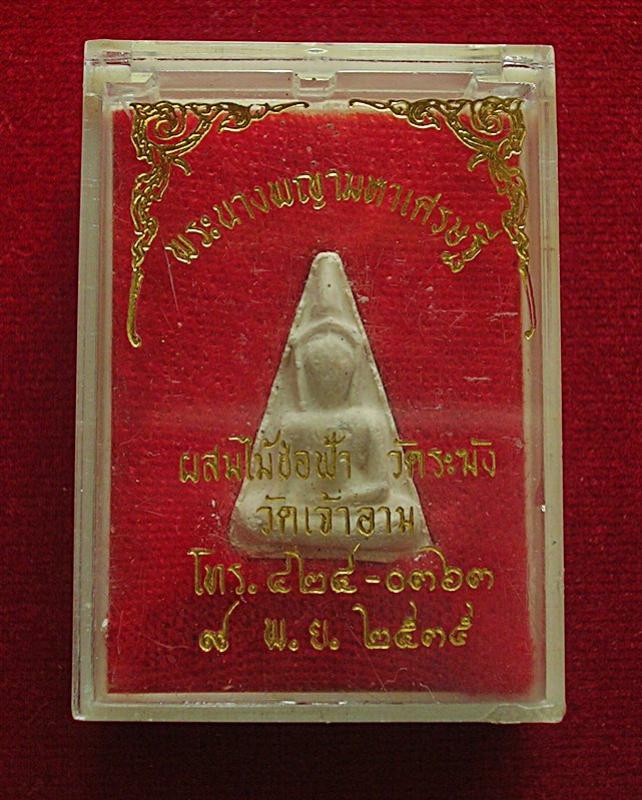 พระนางพญามหาเศรษฐี
ผสมไม้ช่อฟ้า วัดระฆัง
วัดเจ้าอาม
โทร. ๔๒๔-๐๓๖๓
๙ พ.ย. ๒๕๓๕